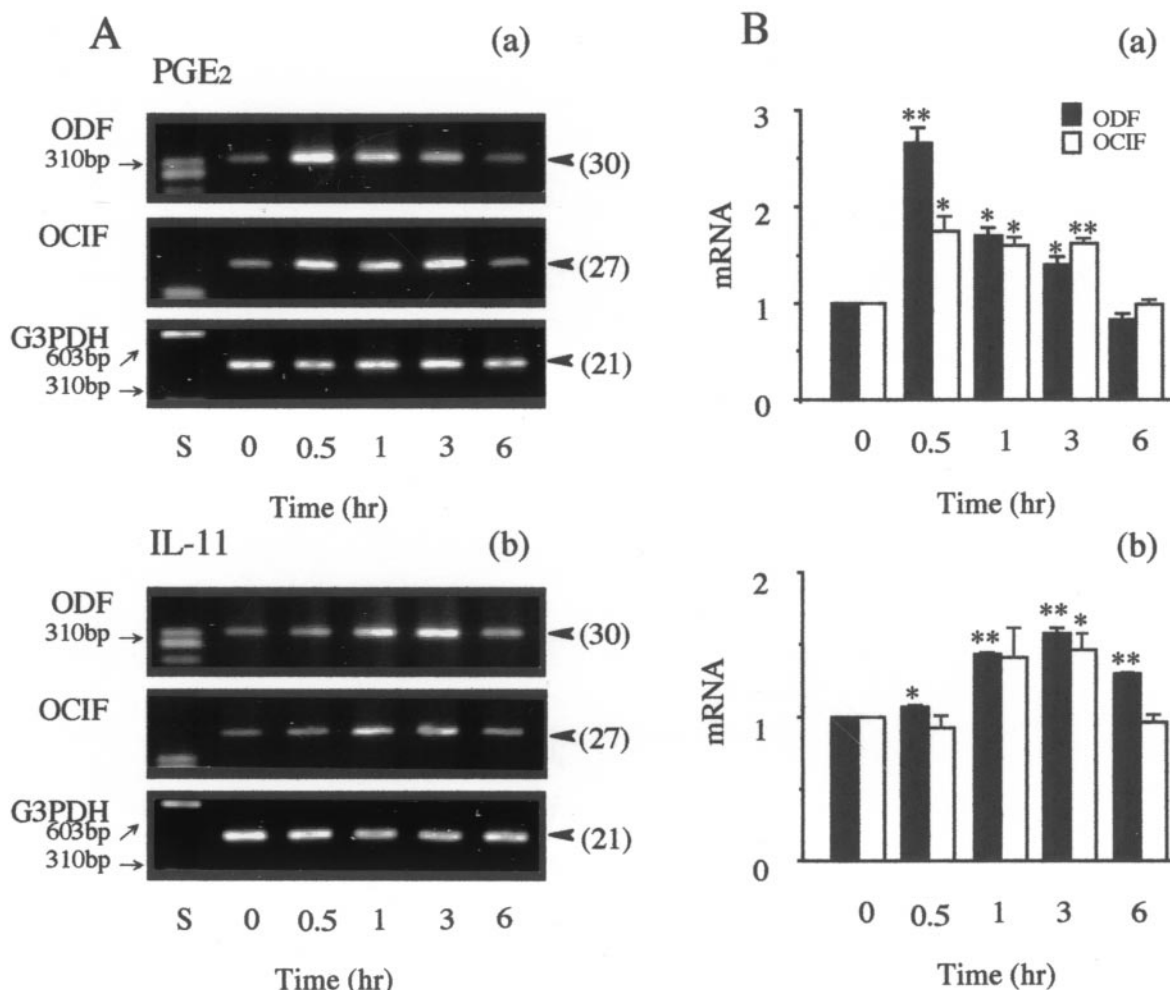 A
(a)
PGE2
ODF
310bp →
(30)
OCIF
(27)
G3PDH
603bp
310bp →
(21)
S 0 0.5 1 3 6
Time (hr)
IL-11
(b)
ODF
310bp →
(30)
OCIF
(27)
G3PDH
603bp
310bp →
(21)
S 0 0.5 1 3 6
Time (hr)
B
(a)
ODF
OCIF
3
2
1
0
mRNA
**
*
* *
* **
0 0.5 1 3 6
Time (hr)
(b)
2
1
0
mRNA
*
**
** *
**
0 0.5 1 3 6
Time (hr)